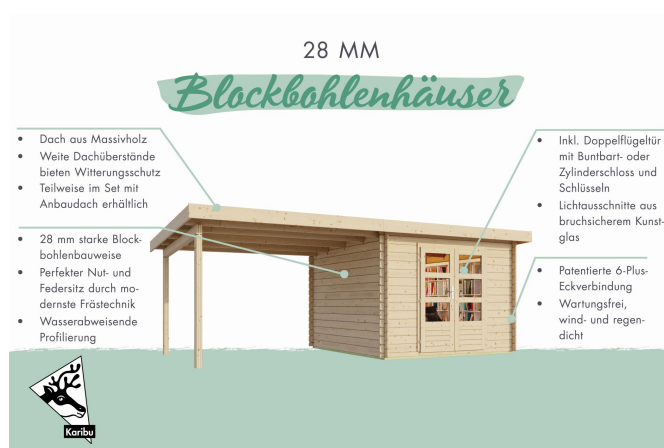 28 MM
Blockbohlenhäuser
• Dach aus Massivholz
• Weite Dachüberstände
bieten Witterungsschutz
• Teilweise im Set mit
Anbaudach erhältlich
• 28 mm starke Block-
bohlenbauweise
• Perfekter Nut- und
Federsitz durch mo-
dernste Frästechnik
• Wasserabweisende
Profilierung
• Inkl. Doppelflügeltür
mit Buntbart- oder
Zylinderschloss und
Schlüsseln
• Lichtausschnitte aus
bruchsicherem Kunst-
glas
• Patentierte 6-Plus-
Eckverbindung
• Wartungsfrei,
wind- und regen-
dicht
Karibu